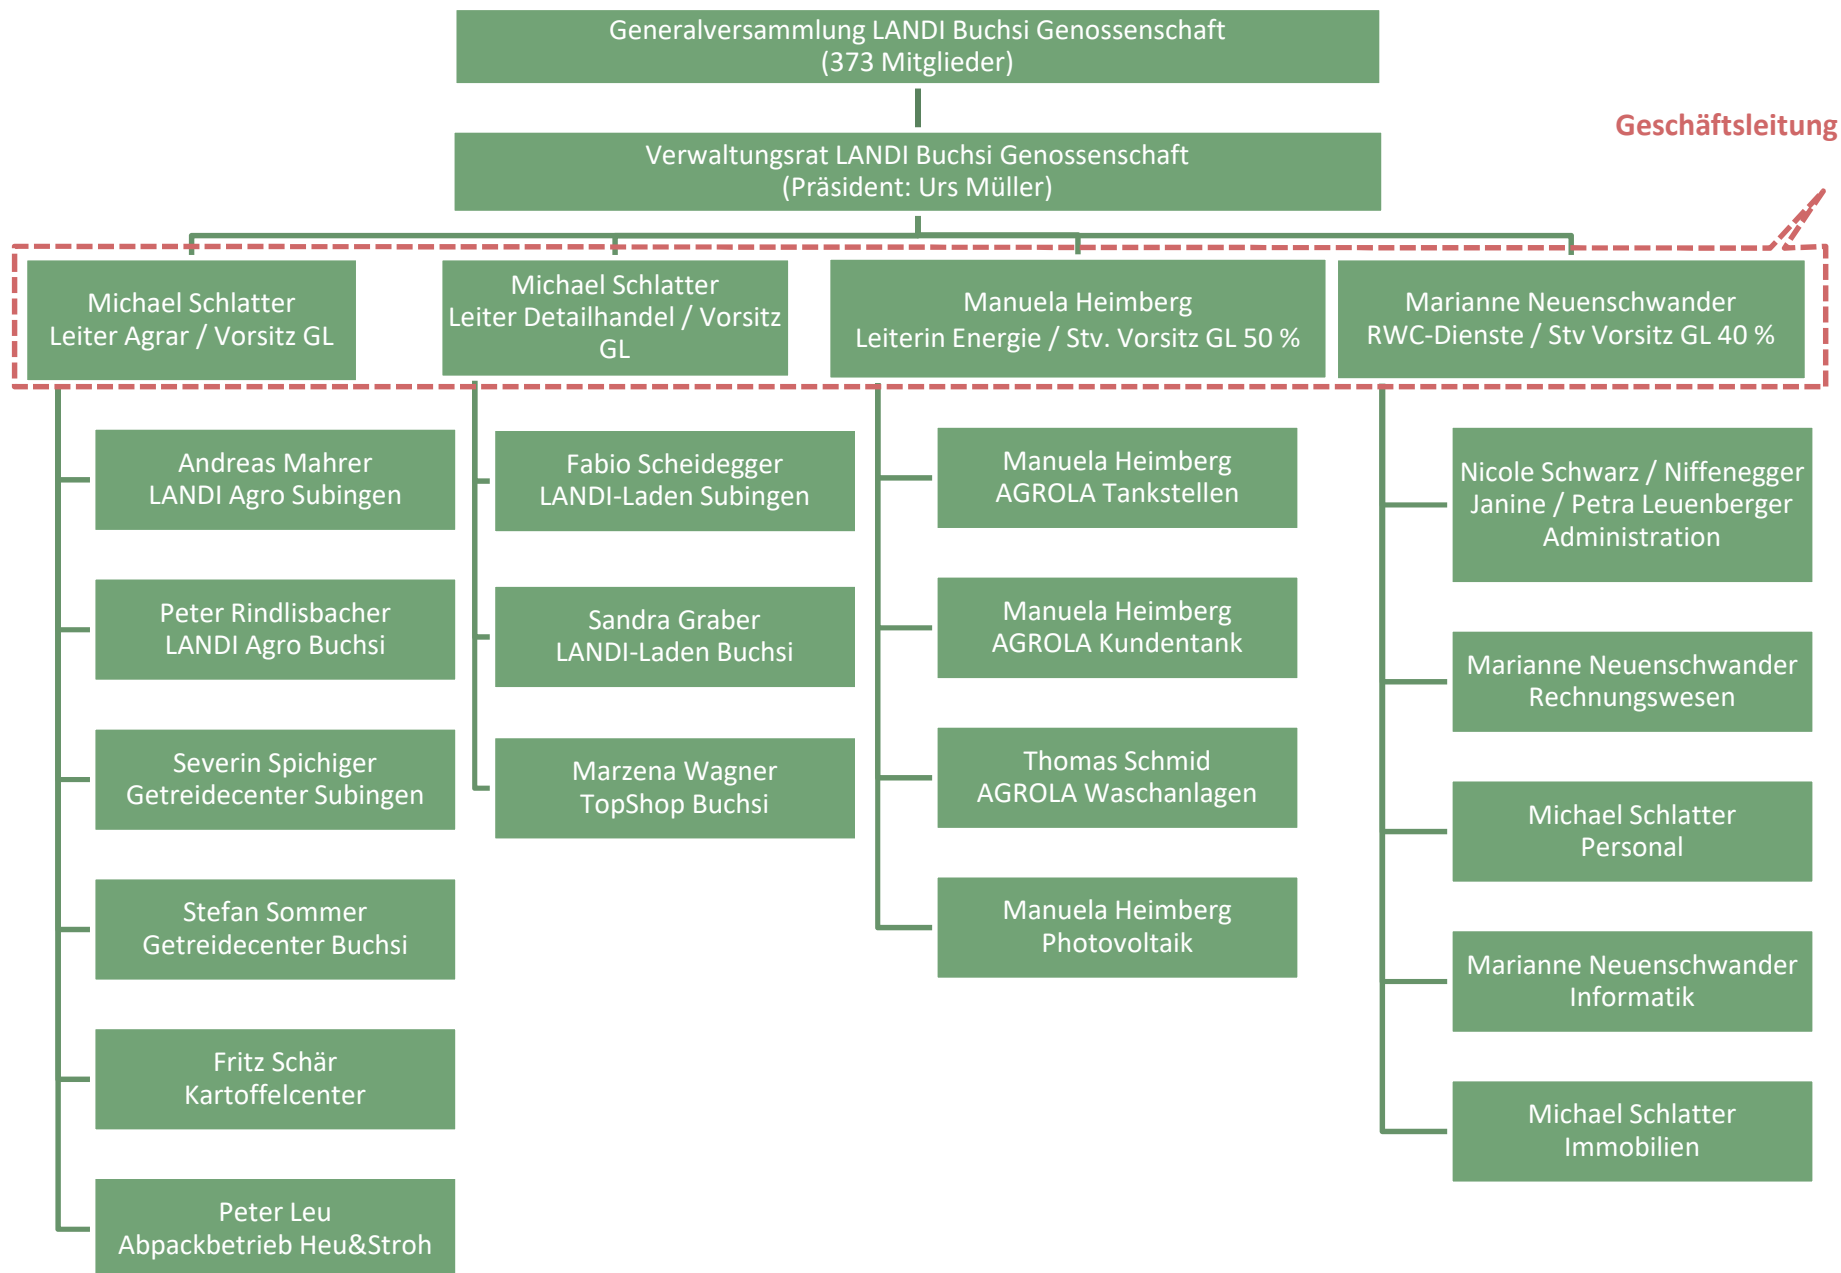 Generalversammlung LANDI Buchsi Genossenschaft
(373 Mitglieder)
Geschäftsleitung
Verwaltungsrat LANDI Buchsi Genossenschaft
(Präsident: Urs Müller)
Michael Schlatter
Leiter Agrar / Vorsitz GL
Michael Schlatter
Leiter Detailhandel / Vorsitz
GL
Manuela Heimberg
Leiterin Energie / Stv. Vorsitz GL 50 %
Marianne Neuenschwander
RWC-Dienste / Stv Vorsitz GL 40 %
Andreas Mahrer
LANDI Agro Subingen
Peter Rindlisbacher
LANDI Agro Buchsi
Severin Spichiger
Getreidecenter Subingen
Stefan Sommer
Getreidecenter Buchsi
Fritz Schär
Kartoffelcenter
Peter Leu
Abpackbetrieb Heu&Stroh
Fabio Scheidegger
LANDI-Laden Subingen
Sandra Graber
LANDI-Laden Buchsi
Marzena Wagner
TopShop Buchsi
Manuela Heimberg
AGROLA Tankstellen
Manuela Heimberg
AGROLA Kundentank
Thomas Schmid
AGROLA Waschanlagen
Manuela Heimberg
Photovoltaik
Nicole Schwarz / Niffenegger
Janine / Petra Leuenberger
Administration
Marianne Neuenschwander
Rechnungswesen
Michael Schlatter
Personal
Marianne Neuenschwander
Informatik
Michael Schlatter
Immobilien